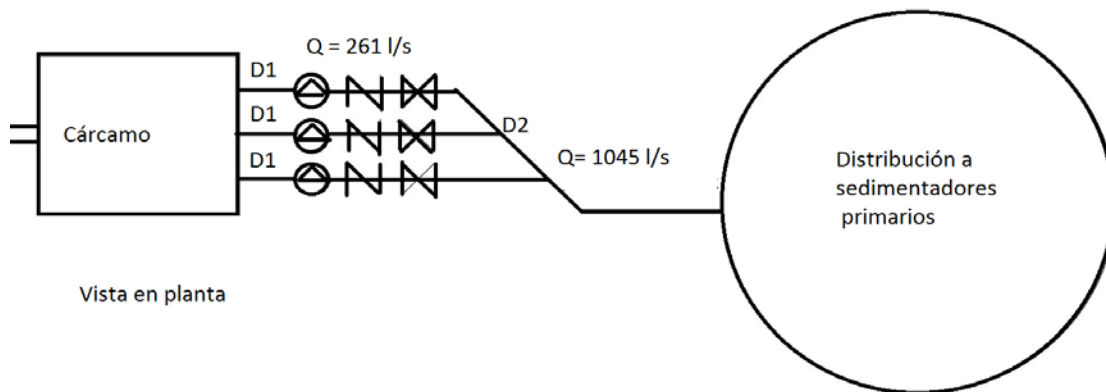 Q = 261 l/s
D1
D1
D1
Cárcamo
D2
Q= 1045 l/s
Distribución a
sedimentadores
primarios
Vista en planta